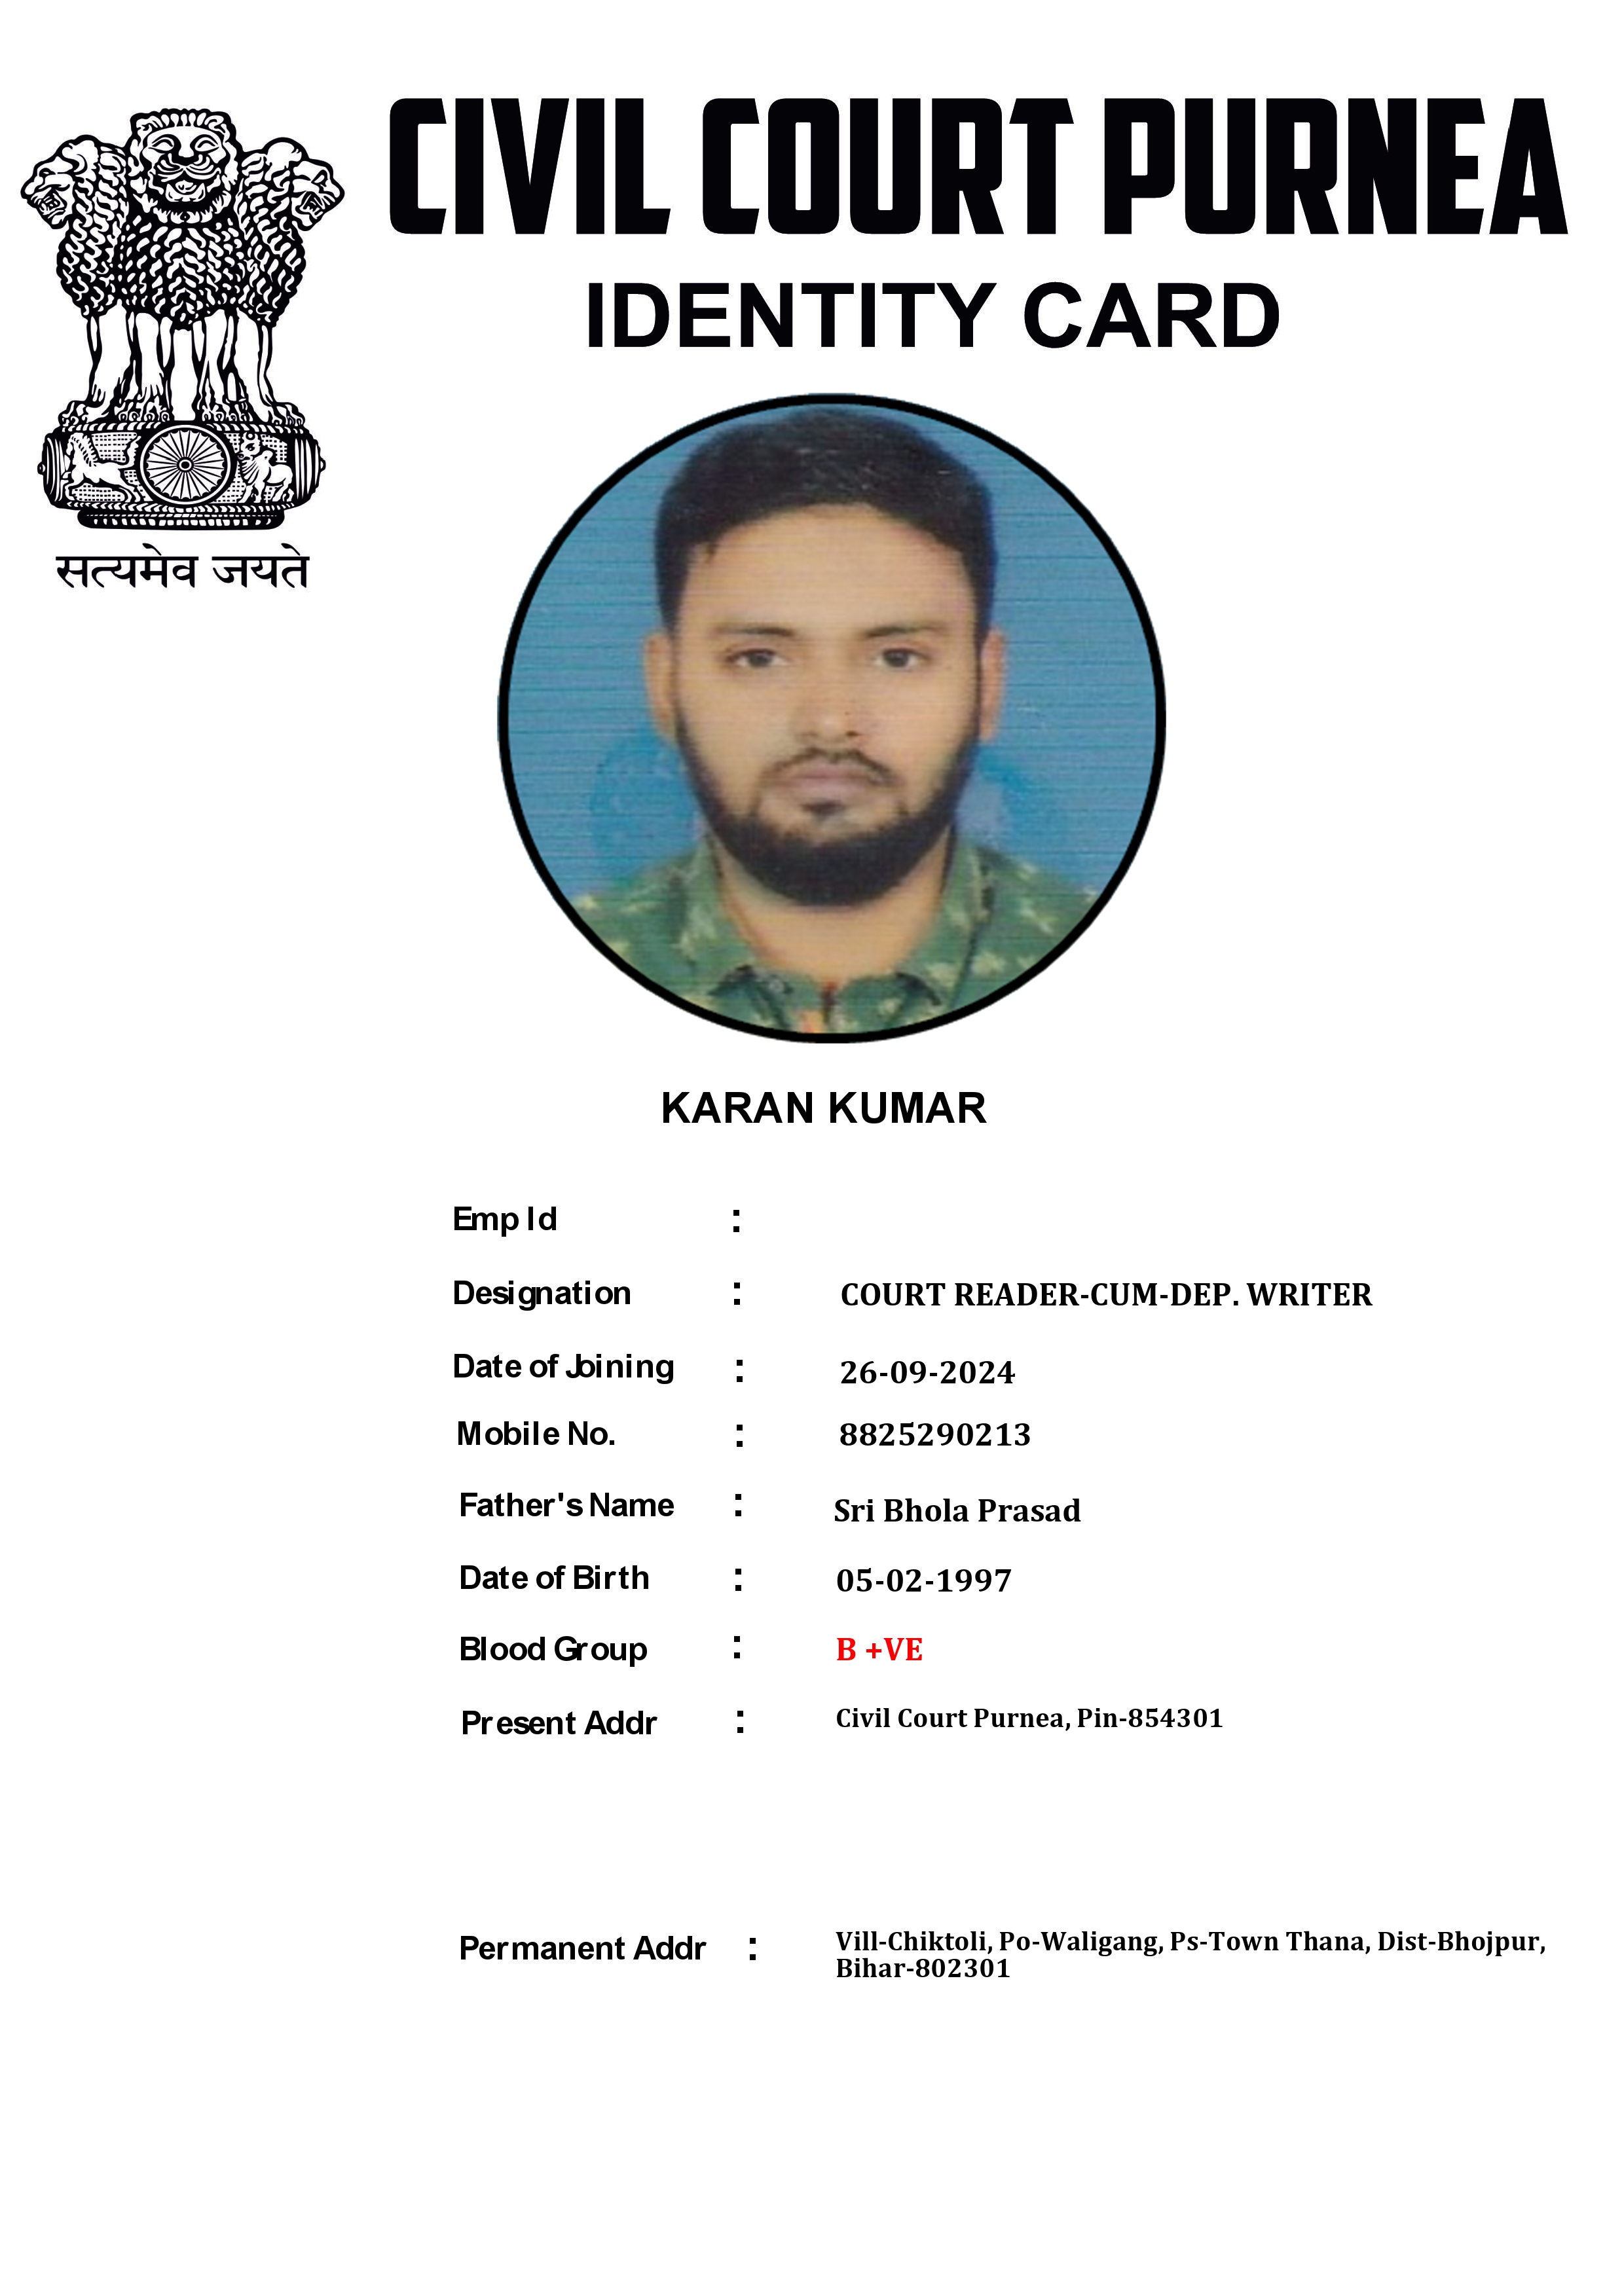 CIVIL COURT PURNEA
IDENTITY CARD
सत्यमेव जयते
KARAN KUMAR
Emp Id :
Designation : COURT READER-CUM-DEP. WRITER
Date of Joining : 26-09-2024
Mobile No. : 8825290213
Father's Name : Sri Bhola Prasad
Date of Birth : 05-02-1997
Blood Group : B +VE
Present Addr : Civil Court Purnea, Pin-854301
Permanent Addr : Vill-Chiktoli, Po-Waligang, Ps-Town Thana, Dist-Bhojpur,
Bihar-802301